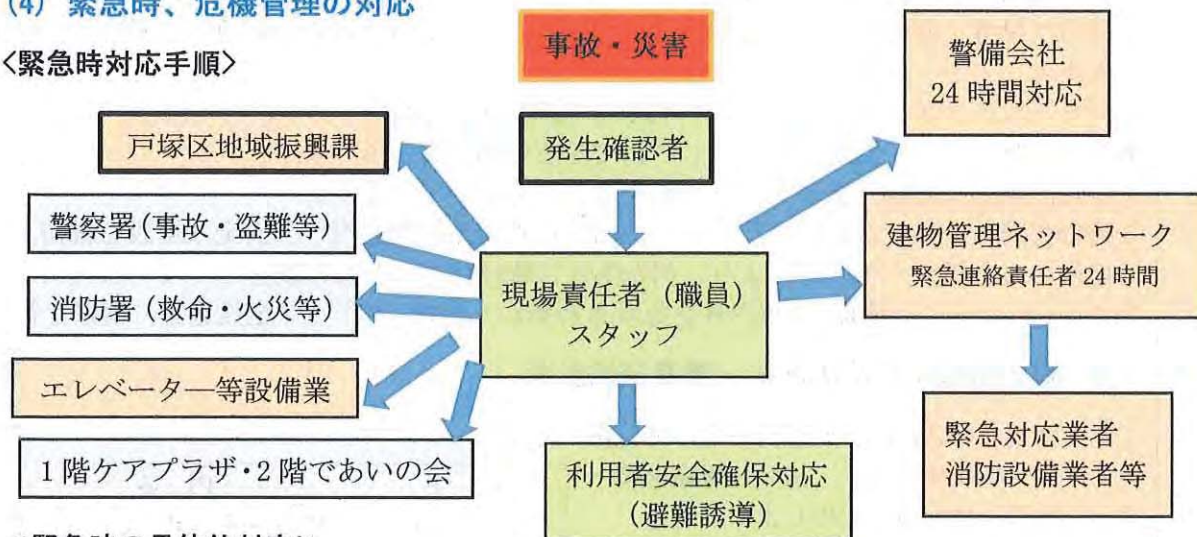 (4) 緊急時、危機管理の対応
<緊急時対応手順>
事故・災害
警備会社
24時間対応
戸塚区地域振興課
発生確認者
警察署(事故・盗難等)
建物管理ネットワーク
緊急連絡責任者 24 時間
消防署(救命・火災等)
現場責任者(職員)
スタッフ
エレベーター等設備業
緊急対応業者
消防設備業者等
1階ケアプラザ・2階であいの会
利用者安全確保対応
(避難誘導)